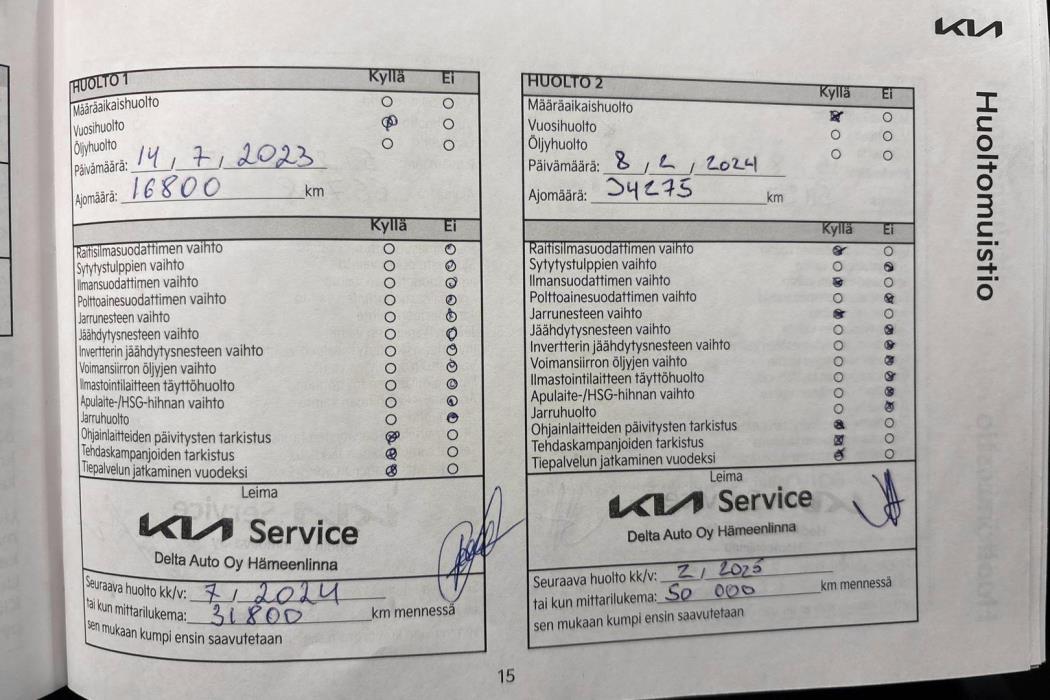 KIA
Huoltomuistio
HUOLTO 1 Kyllä Ei
Määräaikaishuolto
Vuosihuolto
Öljyhuolto
Päivämäärä: 14, 7, 2023
Ajomäärä: 16800 km
Kyllä Ei
Raitisilmasuodattimen vaihto
Sytytystulppien vaihto
Ilmansuodattimen vaihto
Polttoainesuodattimen vaihto
Jarrunesteen vaihto
Jäähdytysnesteen vaihto
Invertterin jäähdytysnesteen vaihto
Voimansiirron öljyjen vaihto
Ilmastointilaitteen täyttöhuolto
Apulaite-/HSG-hihnan vaihto
Jarruhuolto
Ohjainlaitteiden päivitysten tarkistus
Tehdaskampanjoiden tarkistus
Tiepalvelun jatkaminen vuodeksi
Leima
KIA Service
Delta Auto Oy Hämeenlinna
Seuraava huolto kk/v: 7, 2024
tai kun mittarilukema: 31800 km mennessä
sen mukaan kumpi ensin saavutetaan
HUOLTO 2 Kyllä Ei
Määräaikaishuolto
Vuosihuolto
Öljyhuolto
Päivämäärä: 8, 2, 2024
Ajomäärä: 34275 km
Kyllä Ei
Raitisilmasuodattimen vaihto
Sytytystulppien vaihto
Ilmansuodattimen vaihto
Polttoainesuodattimen vaihto
Jarrunesteen vaihto
Jäähdytysnesteen vaihto
Invertterin jäähdytysnesteen vaihto
Voimansiirron öljyjen vaihto
Ilmastointilaitteen täyttöhuolto
Apulaite-/HSG-hihnan vaihto
Jarruhuolto
Ohjainlaitteiden päivitysten tarkistus
Tehdaskampanjoiden tarkistus
Tiepalvelun jatkaminen vuodeksi
Leima
KIA Service
Delta Auto Oy Hämeenlinna
Seuraava huolto kk/v: 2, 2025
tai kun mittarilukema: 50 000 km mennessä
sen mukaan kumpi ensin saavutetaan
15